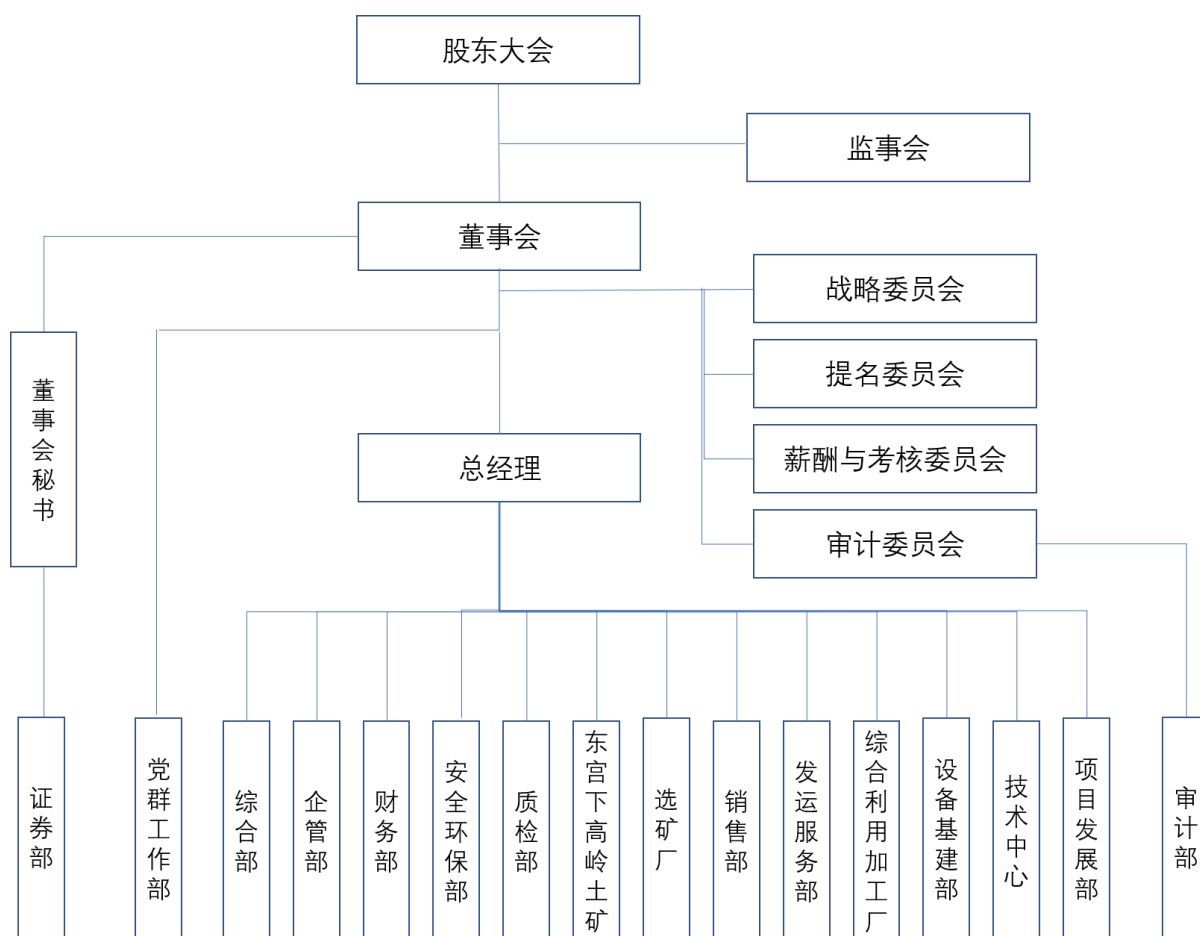 股东大会
监事会
董事会
战略委员会
提名委员会
董事会秘书
薪酬与考核委员会
总经理
审计委员会
证券部
党群工作部
综合部
企管部
财务部
安全环保部
质检部
东宫下高岭土矿
选矿厂
销售部
发运服务部
综合利用加工厂
设备基建部
技术中心
项目发展部
审计部